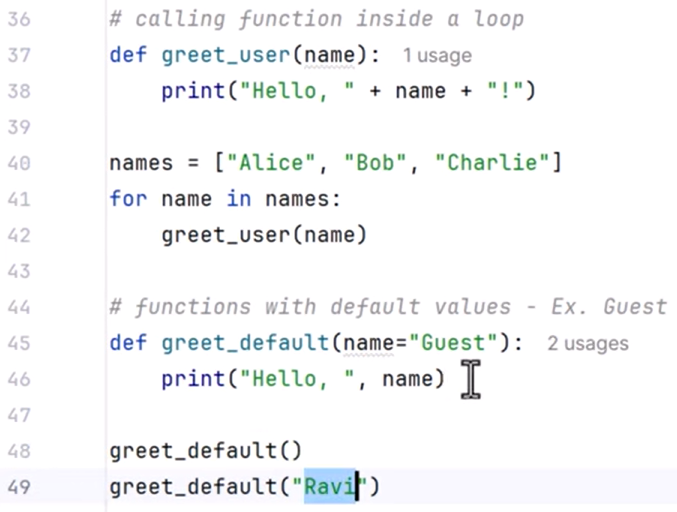 36 # calling function inside a loop
37 def greet_user(name): 1 usage
38 print("Hello, " + name + "!")
39
40 names = ["Alice", "Bob", "Charlie"]
41 for name in names:
42 greet_user(name)
43
44 # functions with default values - Ex. Guest
45 def greet_default(name="Guest"): 2 usages
46 print("Hello, ", name)
47
48 greet_default()
49 greet_default("Ravi")